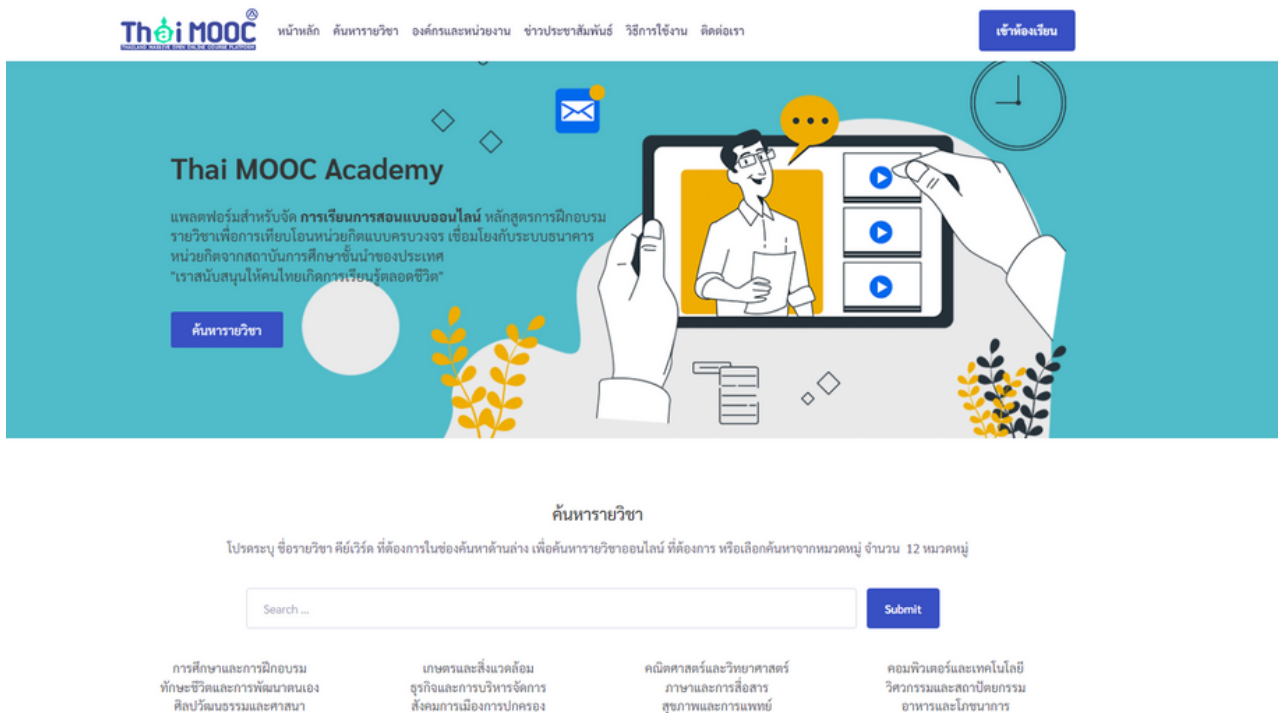 Thai MOOC
THAILAND MASSIVE OPEN ONLINE COURSE PLATFORM
หน้าหลัก ค้นหารายวิชา องค์กรและหน่วยงาน ข่าวประชาสัมพันธ์ วิธีการใช้งาน ติดต่อเรา
เข้าห้องเรียน
Thai MOOC Academy
แพลตฟอร์มสำหรับจัด การเรียนการสอนแบบออนไลน์ หลักสูตรการฝึกอบรม
รายวิชาเพื่อการเทียบโอนหน่วยกิตแบบครบวงจร เชื่อมโยงกับระบบธนาคาร
หน่วยกิตจากสถาบันการศึกษาชั้นนำของประเทศ
"เราสนับสนุนให้คนไทยเกิดการเรียนรู้ตลอดชีวิต"
ค้นหารายวิชา
ค้นหารายวิชา
โปรดระบุ ชื่อรายวิชา คีย์เวิร์ด ที่ต้องการในช่องค้นหาด้านล่าง เพื่อค้นหารายวิชาออนไลน์ ที่ต้องการ หรือเลือกค้นหาจากหมวดหมู่ จำนวน 12 หมวดหมู่
Search ...
Submit
การศึกษาและการฝึกอบรม
ทักษะชีวิตและการพัฒนาตนเอง
ศิลปวัฒนธรรมและศาสนา
เกษตรและสิ่งแวดล้อม
ธุรกิจและการบริหารจัดการ
สังคมการเมืองการปกครอง
คณิตศาสตร์และวิทยาศาสตร์
ภาษาและการสื่อสาร
สุขภาพและการแพทย์
คอมพิวเตอร์และเทคโนโลยี
วิศวกรรมและสถาปัตยกรรม
อาหารและโภชนาการ